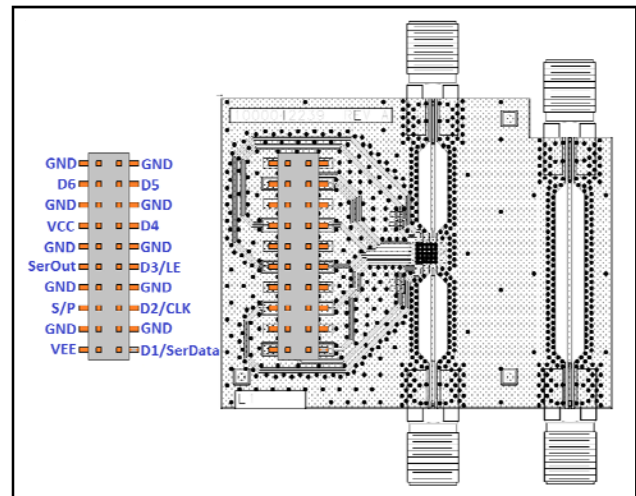 GND GND
D6 D5
GND GND
VCC D4
GND GND
SerOut D3/LE
GND GND
S/P D2/CLK
GND GND
VEE D1/SerData